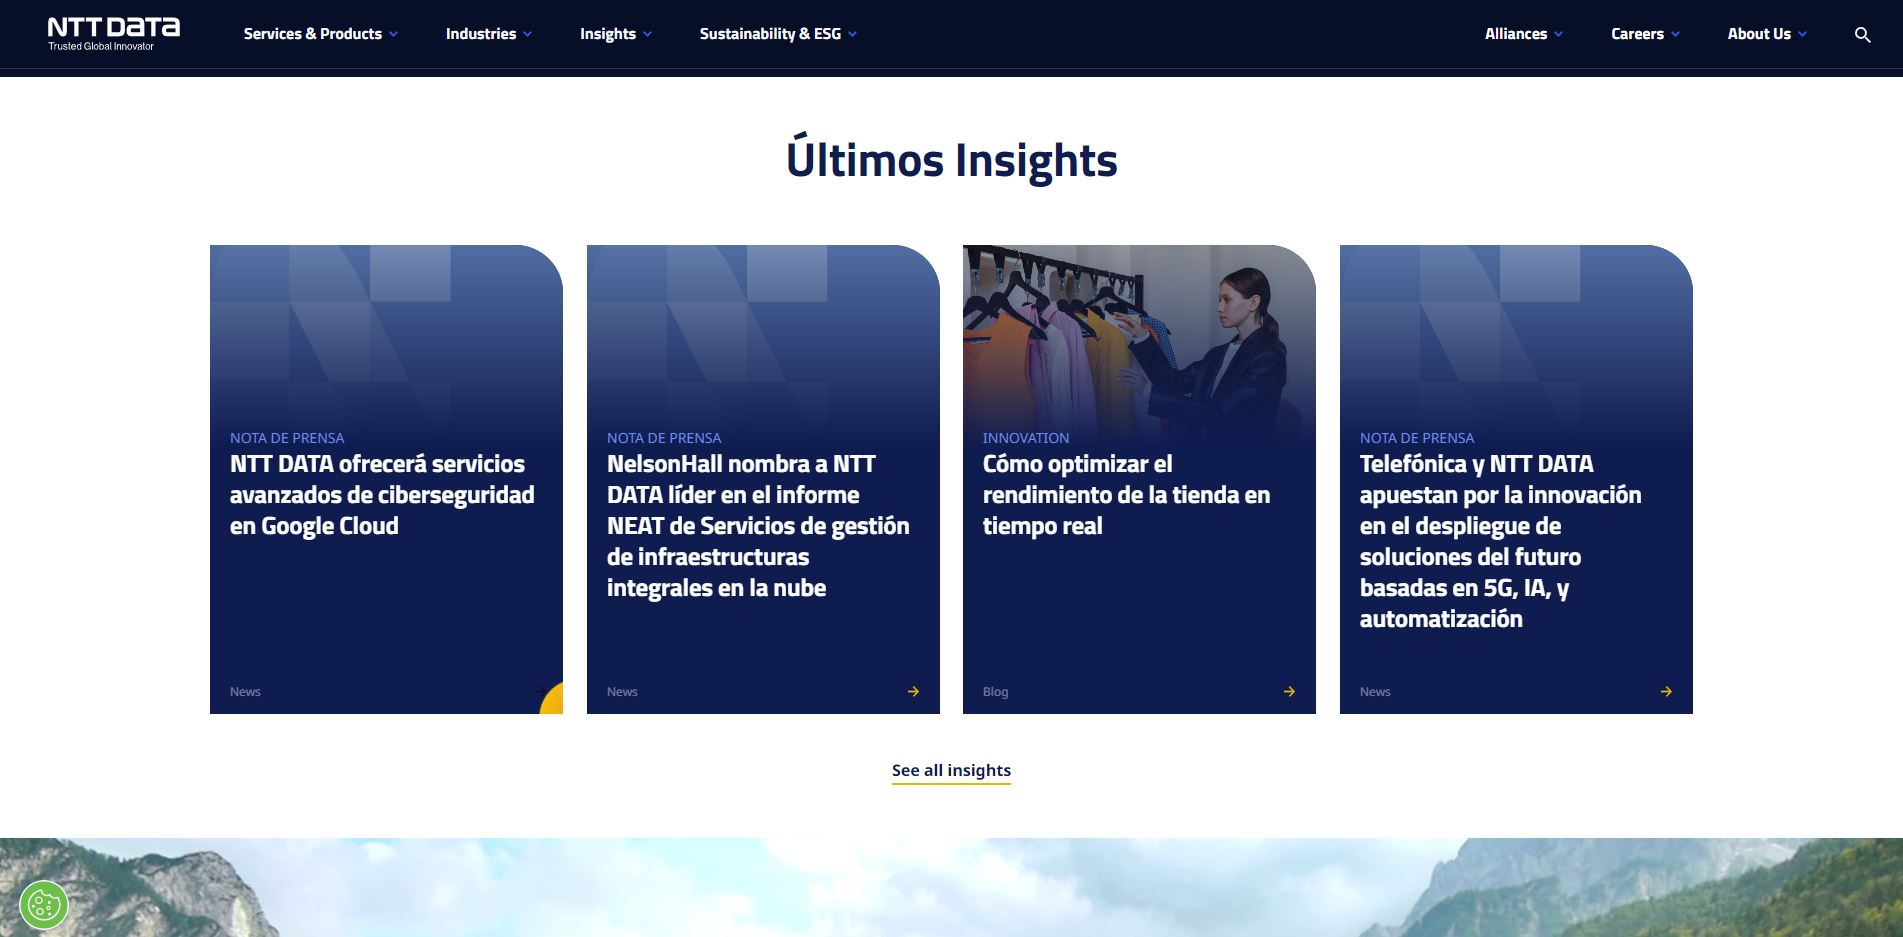 NTT DATA
Trusted Global Innovator
Services & Products
Industries
Insights
Sustainability & ESG
Alliances
Careers
About Us
Últimos Insights
NOTA DE PRENSA
NTT DATA ofrecerá servicios
avanzados de ciberseguridad
en Google Cloud
News
NOTA DE PRENSA
NelsonHall nombra a NTT
DATA líder en el informe
NEAT de Servicios de gestión
de infraestructuras
integrales en la nube
News
INNOVATION
Cómo optimizar el
rendimiento de la tienda en
tiempo real
Blog
NOTA DE PRENSA
Telefónica y NTT DATA
apuestan por la innovación
en el despliegue de
soluciones del futuro
basadas en 5G, IA, y
automatización
News
See all insights